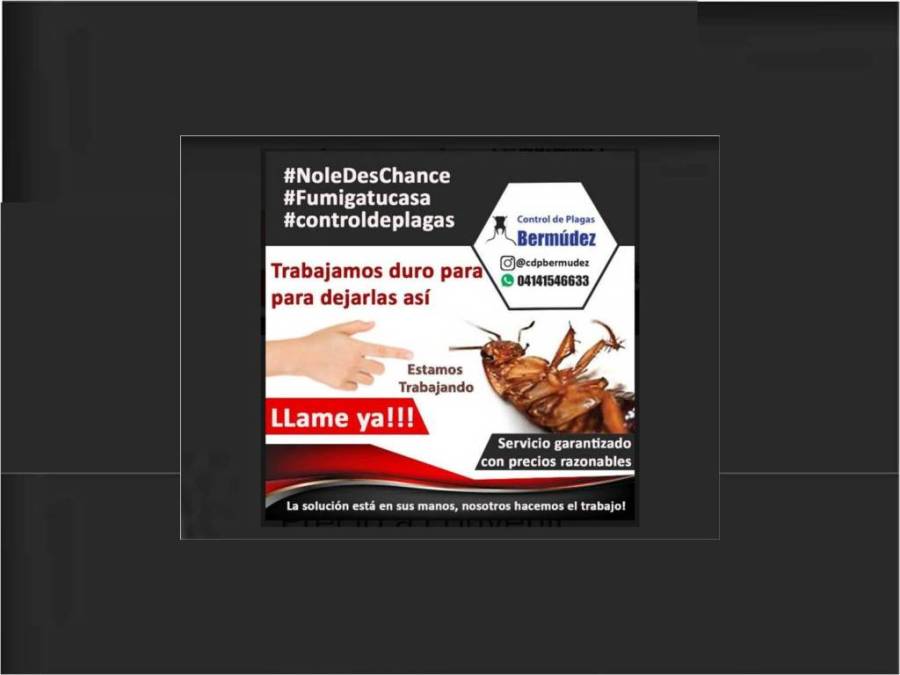 #NoleDesChance
#Fumigatucasa
#controldeplagas
Control de Plagas
Bermúdez
@cdpbermudez
04141546633
Trabajamos duro para
para dejarlas así
Estamos
Trabajando
LLame ya!!!
Servicio garantizado
con precios razonables
La solución está en sus manos, nosotros hacemos el trabajo!